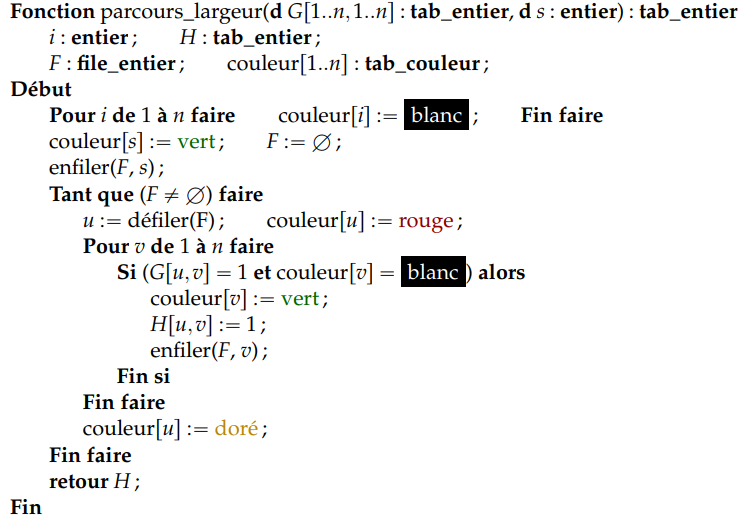 Fonction parcours_largeur(d G[1..n,1..n] : tab_entier, d s : entier) : tab_entier
i : entier ; H : tab_entier ;
F : file_entier ; couleur[1..n] : tab_couleur ;
Début
Pour i de 1 à n faire couleur[i] := blanc ; Fin faire
couleur[s] := vert ; F := ∅ ;
enfiler(F, s) ;
Tant que (F ≠ ∅) faire
u := défiler(F) ; couleur[u] := rouge ;
Pour v de 1 à n faire
Si (G[u,v] = 1 et couleur[v] = blanc ) alors
couleur[v] := vert ;
H[u,v] := 1 ;
enfiler(F, v) ;
Fin si
Fin faire
couleur[u] := doré ;
Fin faire
retour H ;
Fin